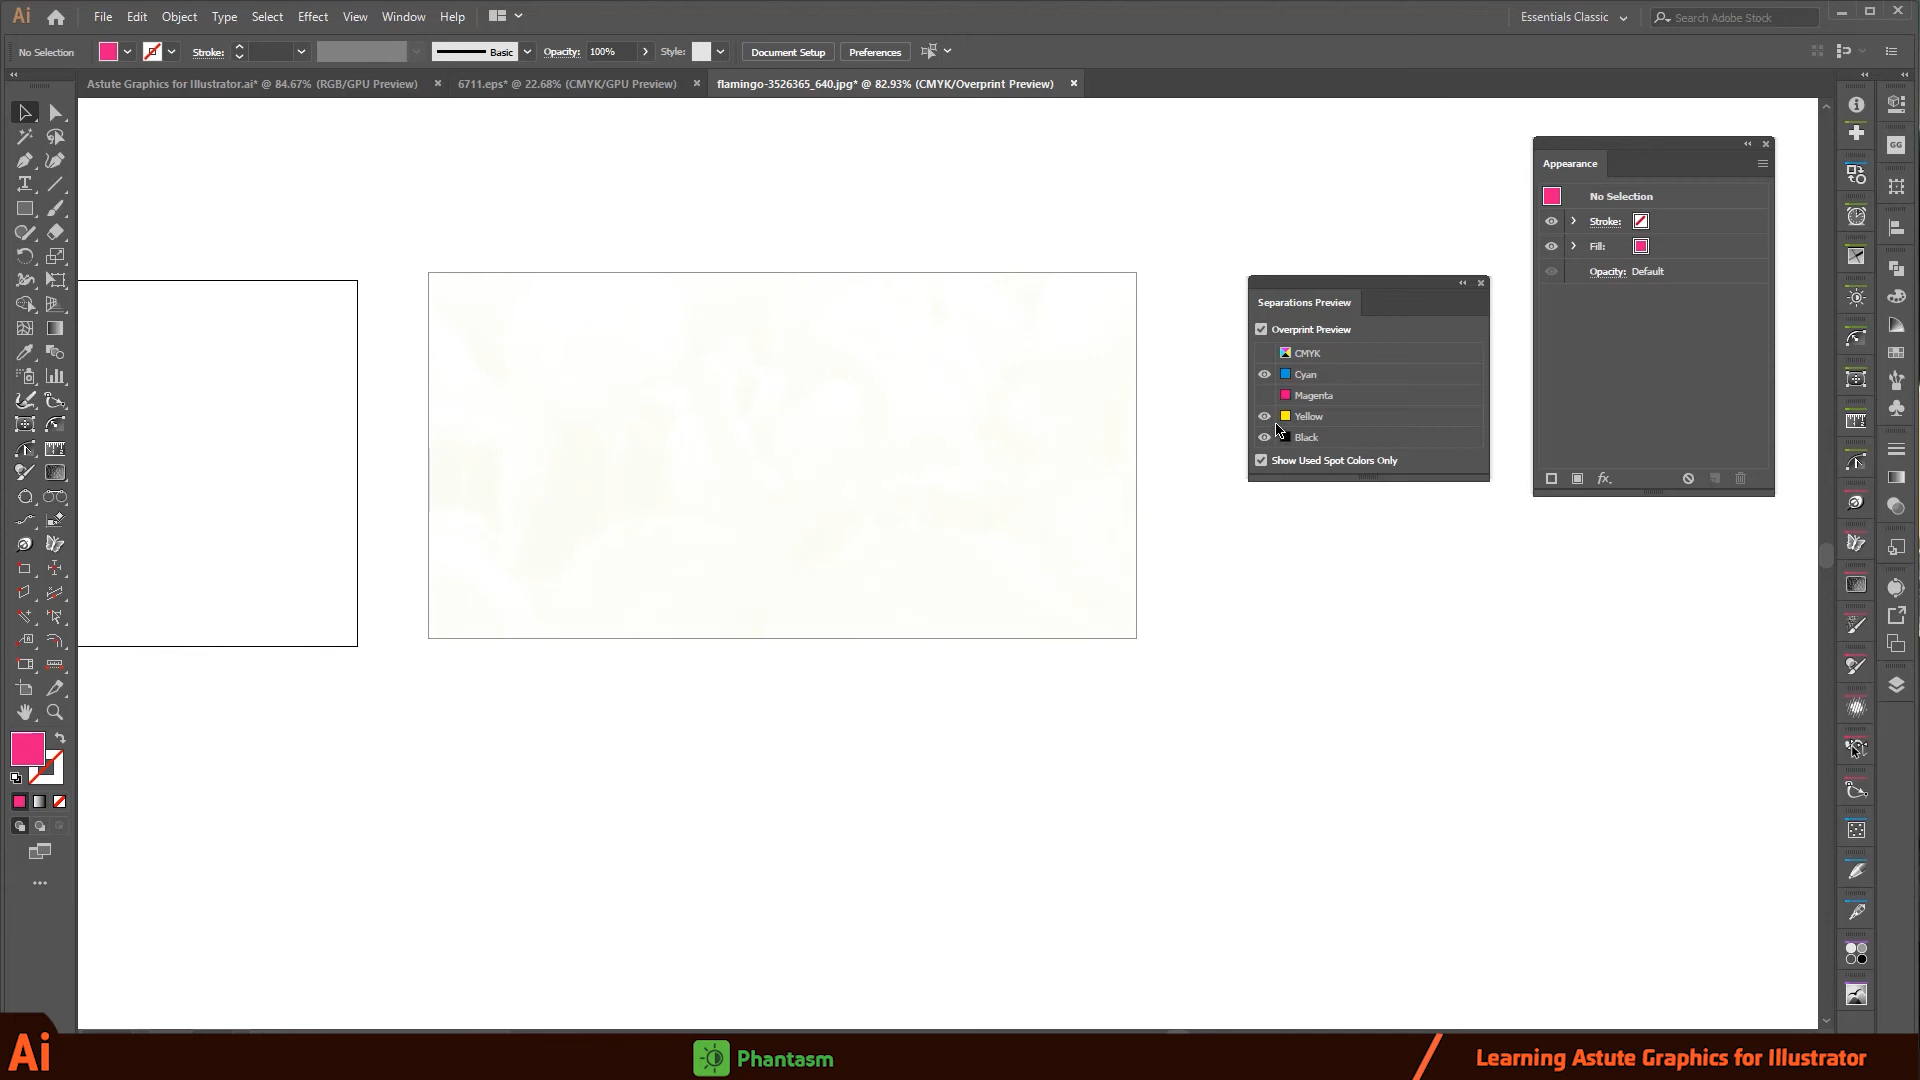 Ai File Edit Object Type Select Effect View Window Help Essentials Classic Search Adobe Stock
No Selection Stroke: Basic Opacity: 100% Style: Document Setup Preferences
Astute Graphics for Illustrator.ai* @ 84.67% (RGB/GPU Preview) 6711.eps* @ 22.68% (CMYK/GPU Preview) flamingo-3526365_640.jpg* @ 82.93% (CMYK/Overprint Preview)
Appearance
No Selection
Stroke:
Fill:
Opacity: Default
fx.
Separations Preview
Overprint Preview
CMYK
Cyan
Magenta
Yellow
Black
Show Used Spot Colors Only
GG
Ai Phantasm Learning Astute Graphics for Illustrator